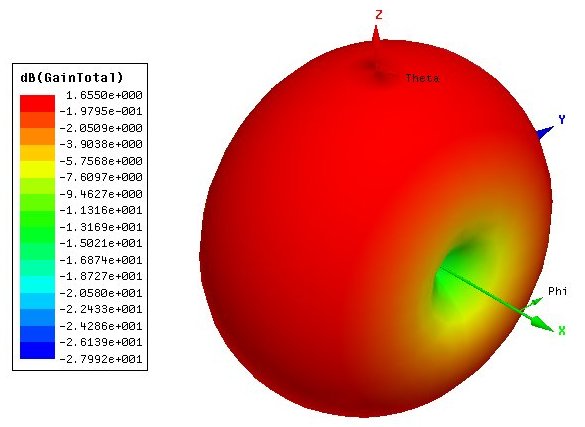 dB(GainTotal)
1.6550e+000
-1.9795e-001
-2.0509e+000
-3.9038e+000
-5.7568e+000
-7.6097e+000
-9.4627e+000
-1.1316e+001
-1.3169e+001
-1.5021e+001
-1.6874e+001
-1.8727e+001
-2.0580e+001
-2.2433e+001
-2.4286e+001
-2.6139e+001
-2.7992e+001
Z
Theta
Y
Phi
X